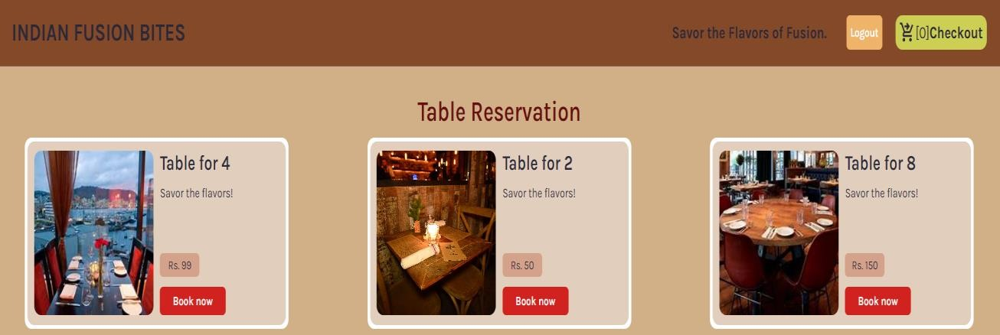 INDIAN FUSION BITES
Savor the Flavors of Fusion.
Logout
[0]Checkout
Table Reservation
Table for 4
Savor the flavors!
Rs. 99
Book now
Table for 2
Savor the flavors!
Rs. 50
Book now
Table for 8
Savor the flavors!
Rs. 150
Book now